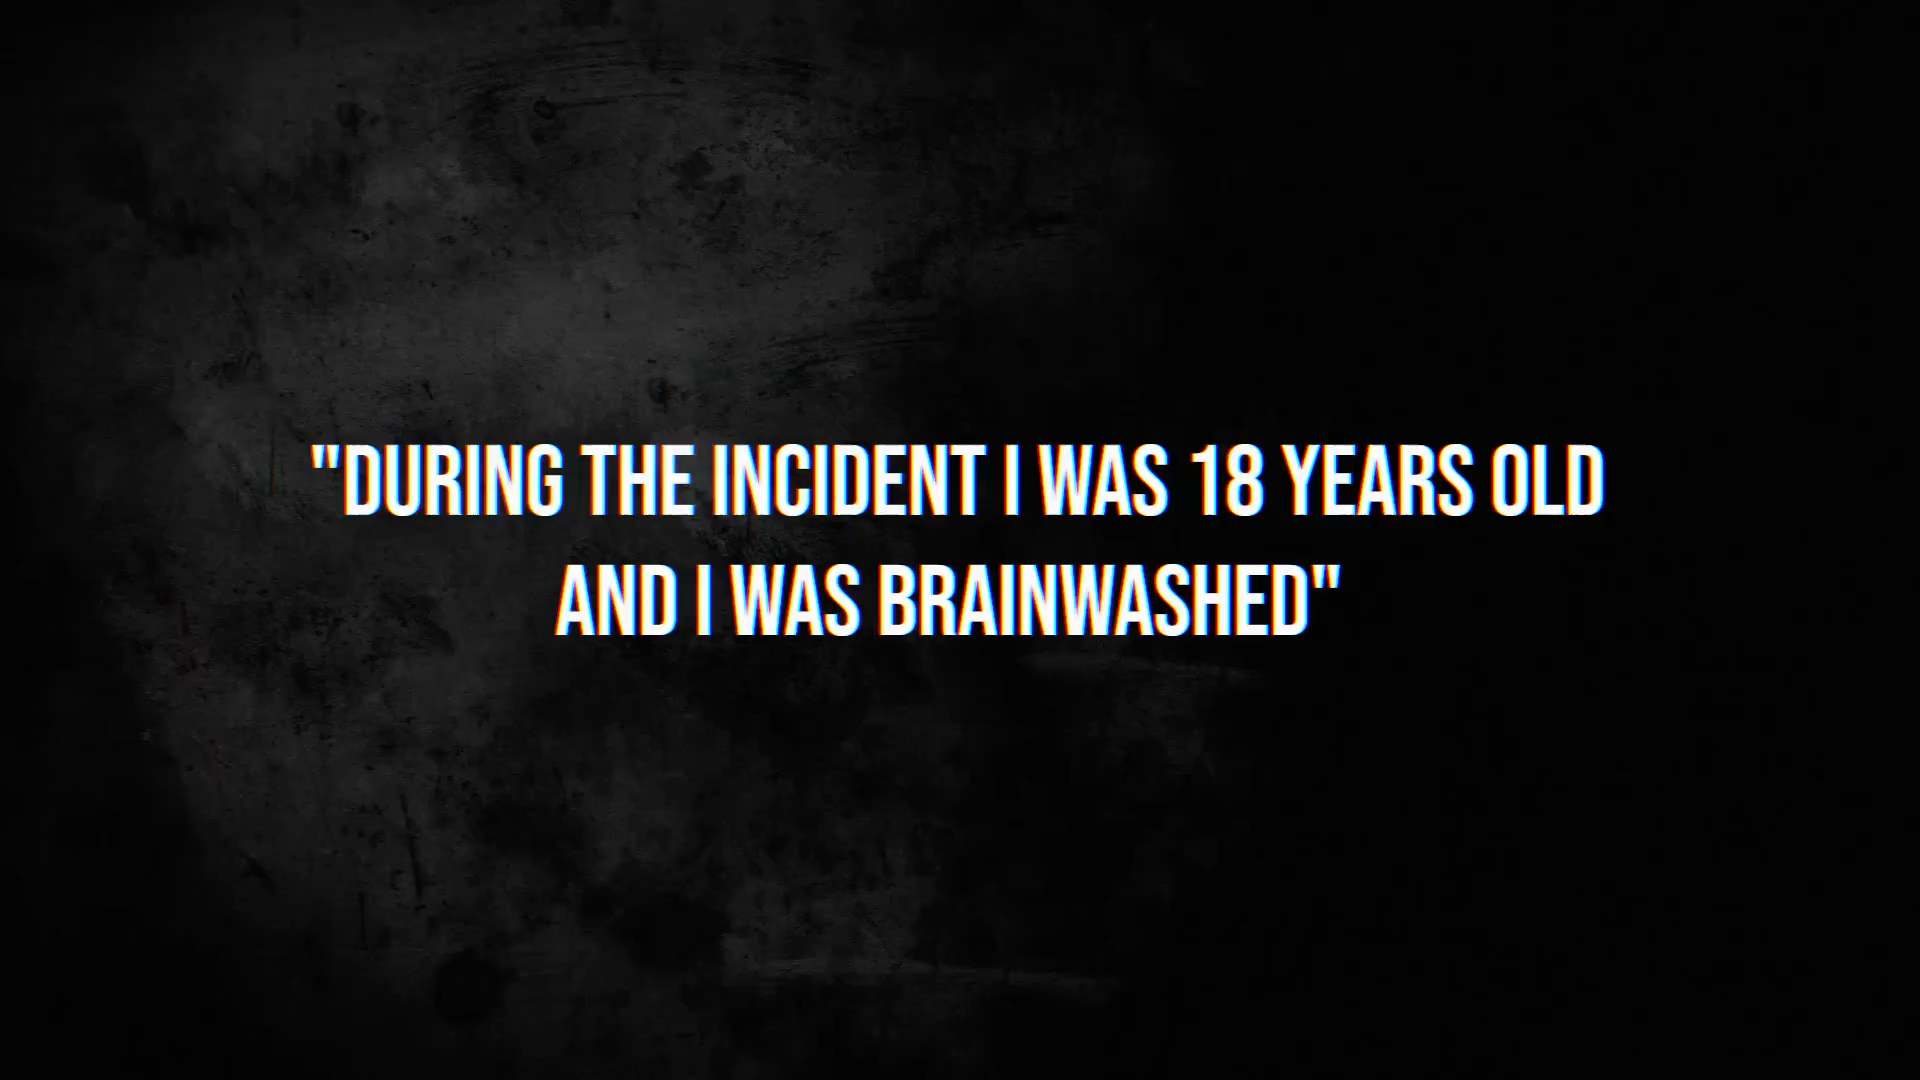 "DURING THE INCIDENT I WAS 18 YEARS OLD
AND I WAS BRAINWASHED"